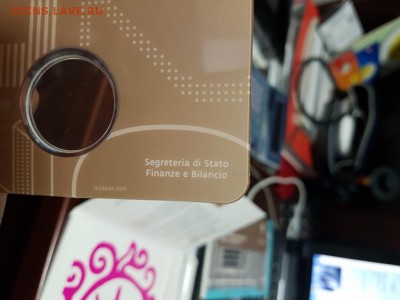 COINS.LAVE.RU
Segreteria di Stato
Finanze e Bilancio